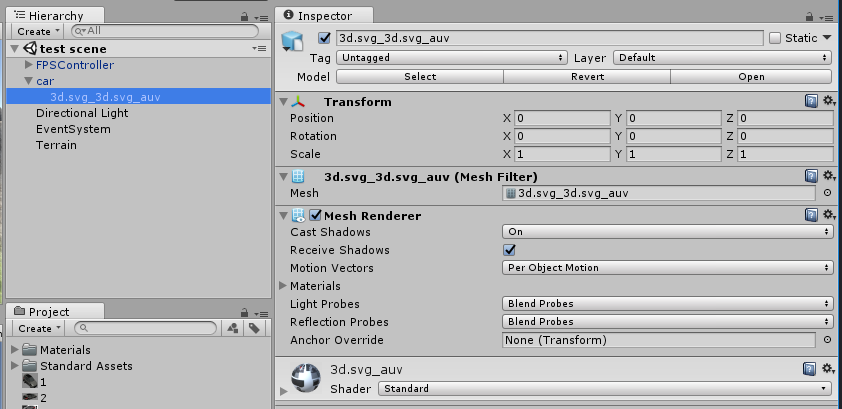 Hierarchy
Create
All
test scene
FPSController
car
3d.svg_3d.svg_auv
Directional Light
EventSystem
Terrain
Project
Create
Materials
Standard Assets
1
2
Inspector
3d.svg_3d.svg_auv
Static
Tag Untagged Layer Default
Model Select Revert Open
Transform
Position X 0 Y 0 Z 0
Rotation X 0 Y 0 Z 0
Scale X 1 Y 1 Z 1
3d.svg_3d.svg_auv (Mesh Filter)
Mesh 3d.svg_3d.svg_auv
Mesh Renderer
Cast Shadows On
Receive Shadows
Motion Vectors Per Object Motion
Materials
Light Probes Blend Probes
Reflection Probes Blend Probes
Anchor Override None (Transform)
3d.svg_auv
Shader Standard